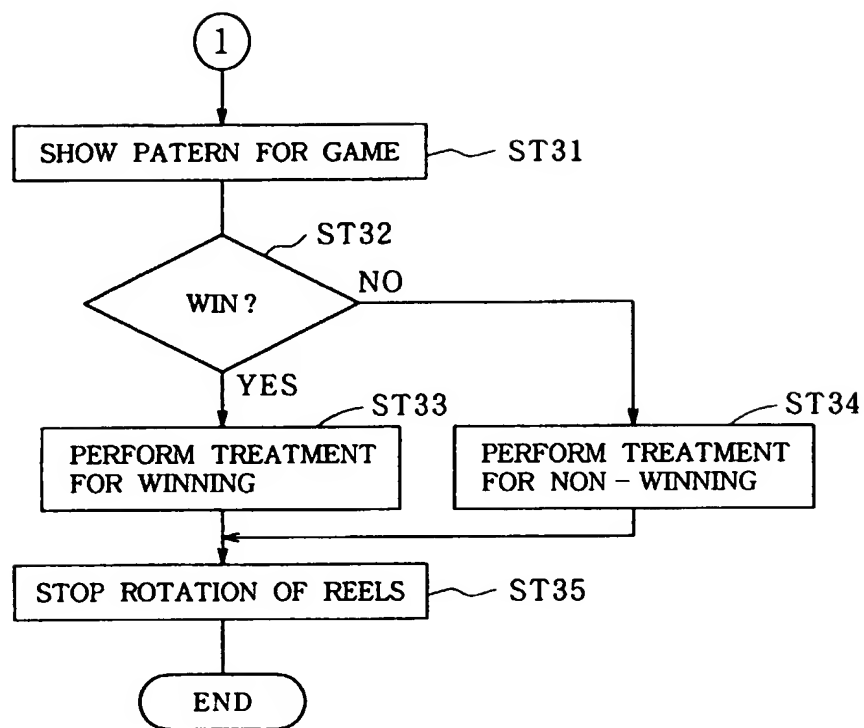 1
SHOW PATERN FOR GAME
ST31
ST32
WIN?
NO
YES
ST33
ST34
PERFORM TREATMENT
FOR WINNING
PERFORM TREATMENT
FOR NON-WINNING
STOP ROTATION OF REELS
ST35
END